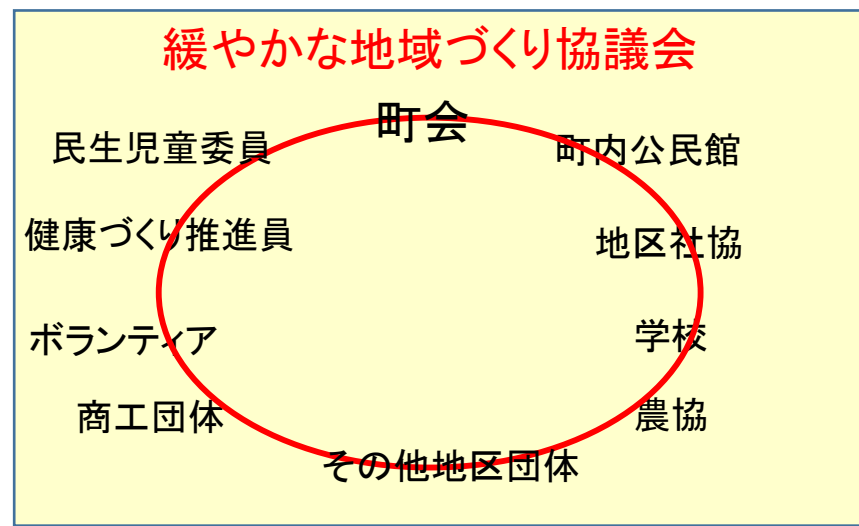 緩やかな地域づくり協議会
町会
民生児童委員
町内公民館
健康づくり推進員
地区社協
ボランティア
学校
商工団体
農協
その他地区団体